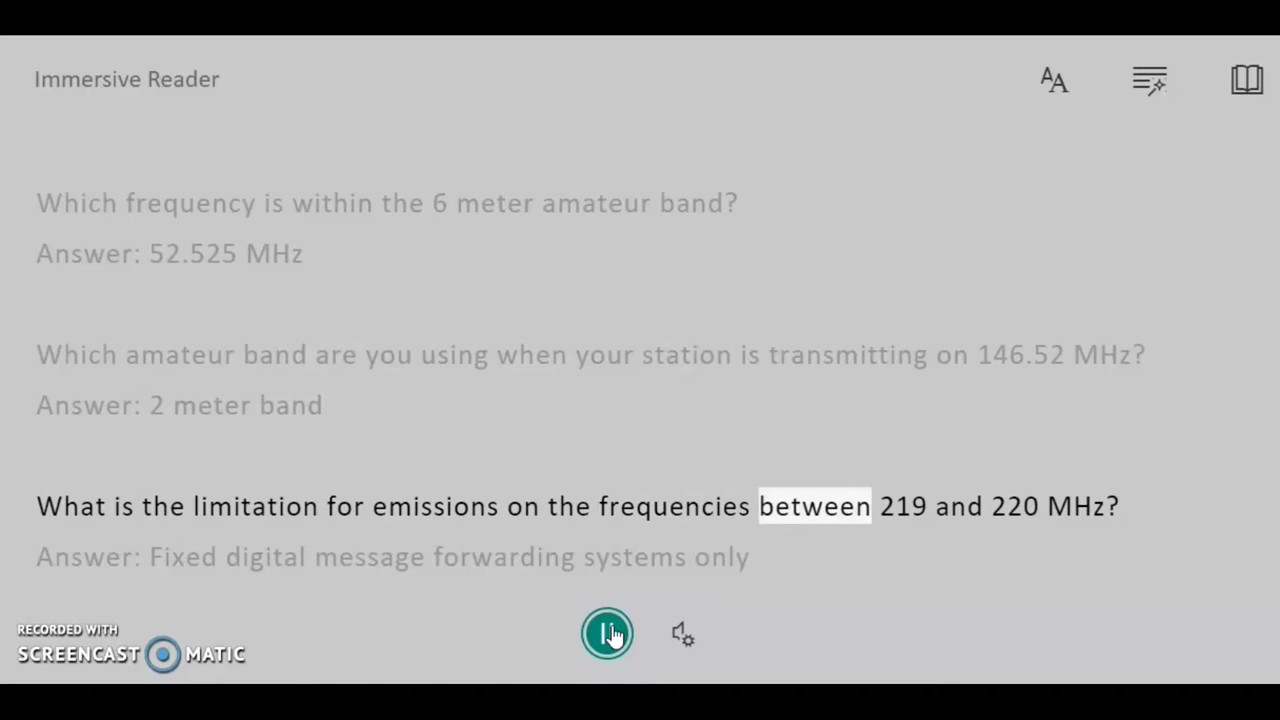 Immersive Reader
Which frequency is within the 6 meter amateur band?
Answer: 52.525 MHz
Which amateur band are you using when your station is transmitting on 146.52 MHz?
Answer: 2 meter band
What is the limitation for emissions on the frequencies between 219 and 220 MHz?
Answer: Fixed digital message forwarding systems only
RECORDED WITH
SCREENCAST MATIC